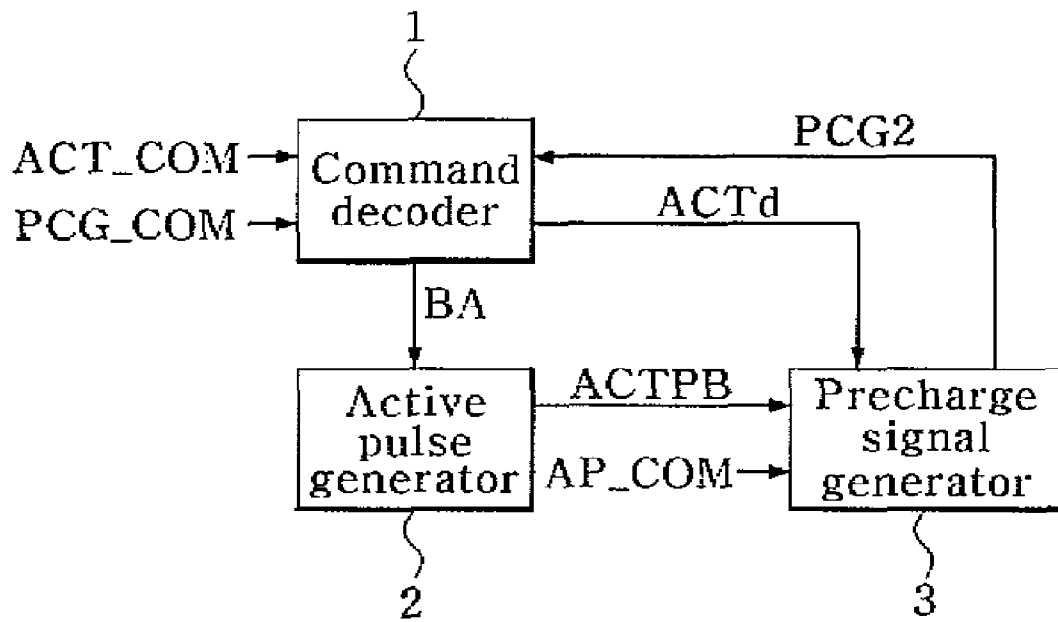 1
ACT_COM
PCG_COM
Command
decoder
PCG2
ACTd
BA
Active
pulse
generator
ACTPB
AP_COM
Precharge
signal
generator
2
3